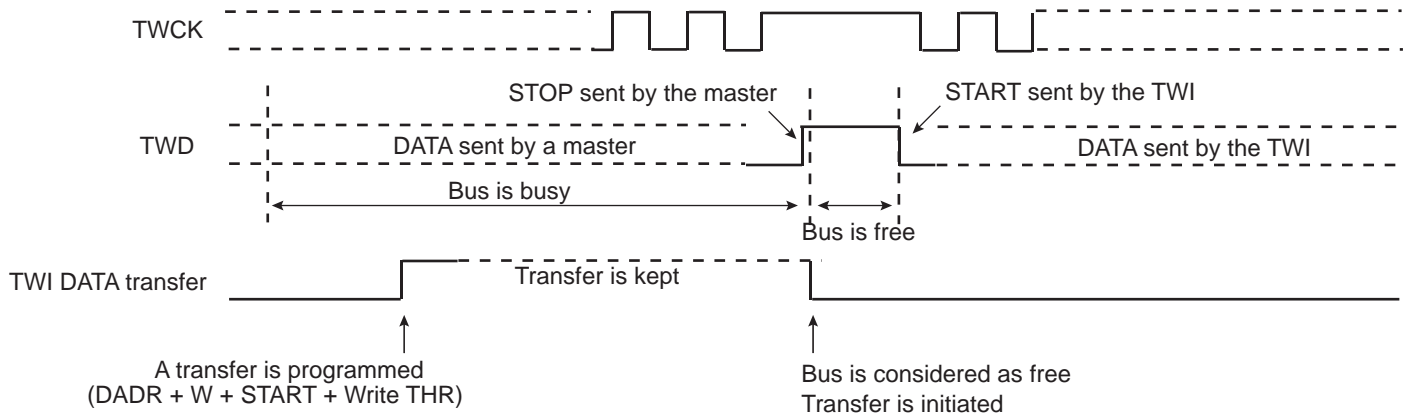 TWCK
STOP sent by the master
START sent by the TWI
TWD
DATA sent by a master
DATA sent by the TWI
Bus is busy
Bus is free
TWI DATA transfer
Transfer is kept
A transfer is programmed
(DADR + W + START + Write THR)
Bus is considered as free
Transfer is initiated